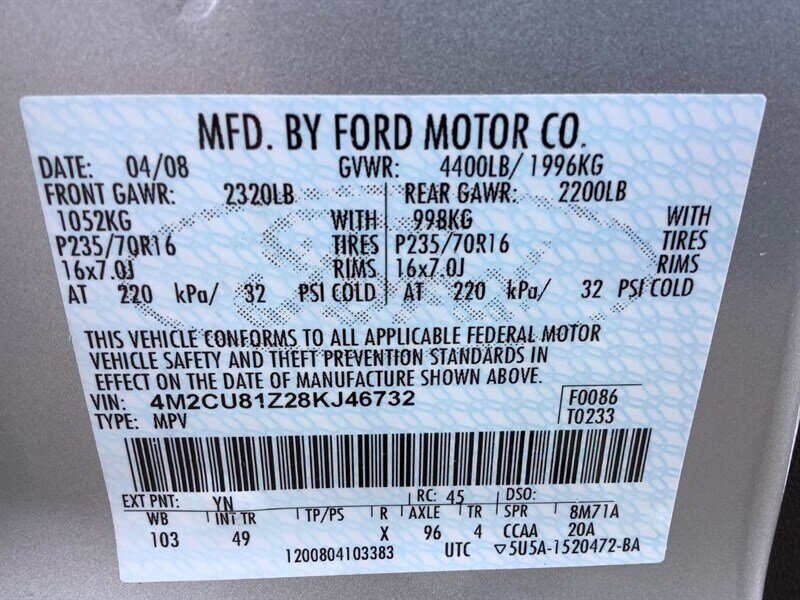 MFD. BY FORD MOTOR CO.
DATE: 04/08 GVWR: 4400LB/ 1996KG
FRONT GAWR: 2320LB REAR GAWR: 2200LB
1052KG WITH 998KG WITH
P235/70R16 TIRES P235/70R16 TIRES
16x7.0J RIMS 16x7.0J RIMS
AT 220 kPa/ 32 PSI COLD AT 220 kPa/ 32 PSI COLD
THIS VEHICLE CONFORMS TO ALL APPLICABLE FEDERAL MOTOR
VEHICLE SAFETY AND THEFT PREVENTION STANDARDS IN
EFFECT ON THE DATE OF MANUFACTURE SHOWN ABOVE.
VIN: 4M2CU81Z28KJ46732 F0086
TYPE: MPV T0233
EXT PNT: YN RC: 45 DSO:
WB INT TR TP/PS R AXLE TR SPR 8M71A
103 49 X 96 4 CCAA 20A
1200804103383 UTC ▽5U5A-1520472-BA